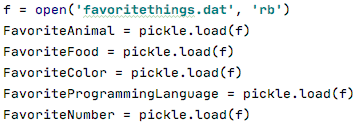 f = open('favoritethings.dat', 'rb')
FavoriteAnimal = pickle.load(f)
FavoriteFood = pickle.load(f)
FavoriteColor = pickle.load(f)
FavoriteProgrammingLanguage = pickle.load(f)
FavoriteNumber = pickle.load(f)